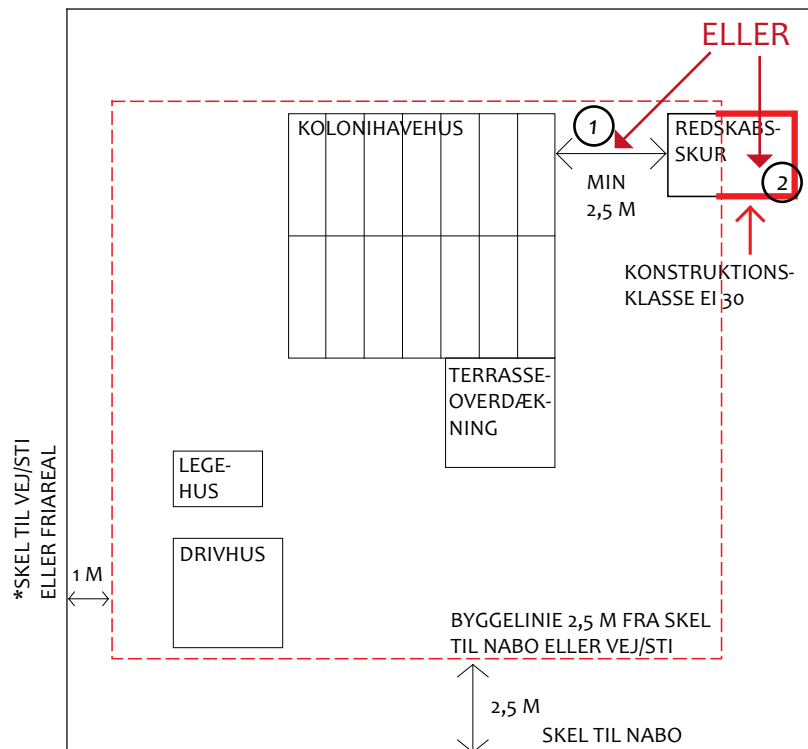 ELLER
KOLONIHAVEHUS
1
REDSKABS-
SKUR
2
MIN
2,5 M
KONSTRUKTIONS-
KLASSE EI 30
TERRASSE-
OVERDÆK-
NING
LEGE-
HUS
*SKEL TIL VEJ/STI
ELLER FRIAREAL
DRIVHUS
1 M
BYGGELINIE 2,5 M FRA SKEL
TIL NABO ELLER VEJ/STI
2,5 M
SKEL TIL NABO